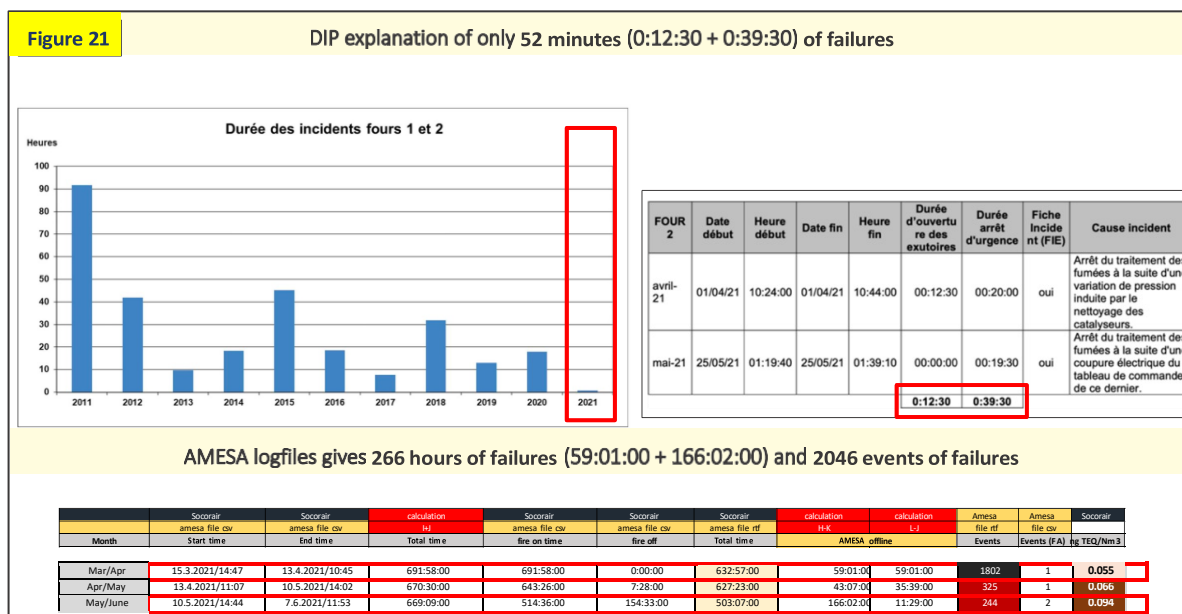 Figure 21
DIP explanation of only 52 minutes (0:12:30 + 0:39:30) of failures
Durée des incidents fours 1 et 2
Heures
100
90
80
70
60
50
40
30
20
10
0
2011 2012 2013 2014 2015 2016 2017 2018 2019 2020 2021
FOUR 2 Date début Heure début Date fin Heure fin Durée d'ouvertu re des exutoires Durée arrêt d'urgence Fiche Incide nt (FIE) Cause incident
avril-21 01/04/21 10:24:00 01/04/21 10:44:00 00:12:30 00:20:00 oui Arrêt du traitement des fumées à la suite d'une variation de pression induite par le nettoyage des catalyseurs.
mai-21 25/05/21 01:19:40 25/05/21 01:39:10 00:00:00 00:19:30 oui Arrêt du traitement des fumées à la suite d'une coupure électrique du tableau de commande de ce dernier.
0:12:30 0:39:30
AMESA logfiles gives 266 hours of failures (59:01:00 + 166:02:00) and 2046 events of failures
Socorair Socorair calculation Socorair Socorair Socorair calculation calculation Amesa Amesa Socorair
amesa file csv amesa file csv I+J amesa file csv amesa file csv amesa file rtf H-K L-J file rtf file csv
Month Start time End time Total time fire on time fire off Total time AMESA offline Events Events (FA) ng TEQ/Nm3
Mar/Apr 15.3.2021/14:47 13.4.2021/10:45 691:58:00 691:58:00 0:00:00 632:57:00 59:01:00 59:01:00 1802 1 0.055
Apr/May 13.4.2021/11:07 10.5.2021/14:02 670:30:00 643:26:00 7:28:00 627:23:00 43:07:00 35:39:00 325 1 0.066
May/June 10.5.2021/14:44 7.6.2021/11:53 669:09:00 514:36:00 154:33:00 503:07:00 166:02:00 11:29:00 244 1 0.094